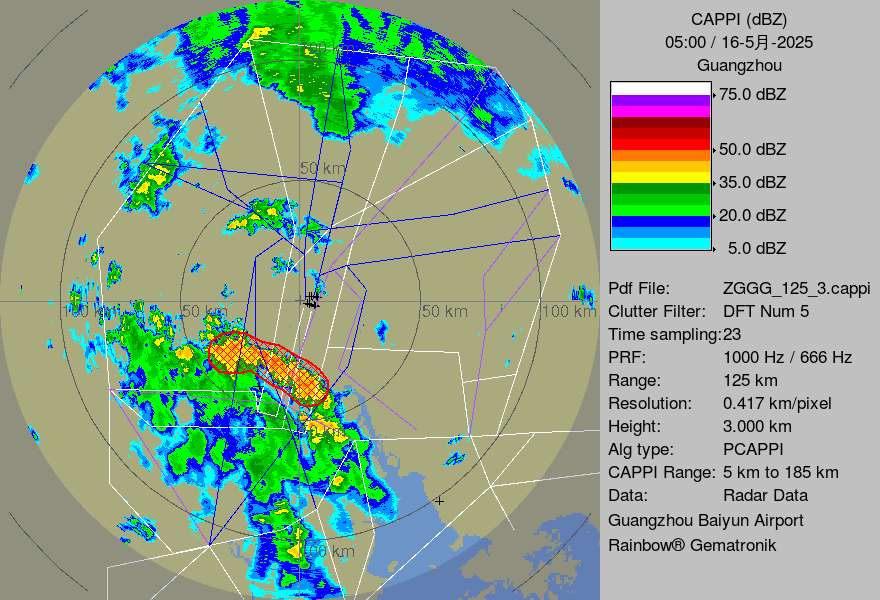 CAPPI (dBZ)
05:00 / 16-5月-2025
Guangzhou
75.0 dBZ
50.0 dBZ
35.0 dBZ
20.0 dBZ
5.0 dBZ
Pdf File: ZGGG_125_3.cappi
Clutter Filter: DFT Num 5
Time sampling:23
PRF: 1000 Hz / 666 Hz
Range: 125 km
Resolution: 0.417 km/pixel
Height: 3.000 km
Alg type: PCAPPI
CAPPI Range: 5 km to 185 km
Data: Radar Data
Guangzhou Baiyun Airport
Rainbow® Gematronik
50 km
100 km
50 km
50 km
100 km
100 km